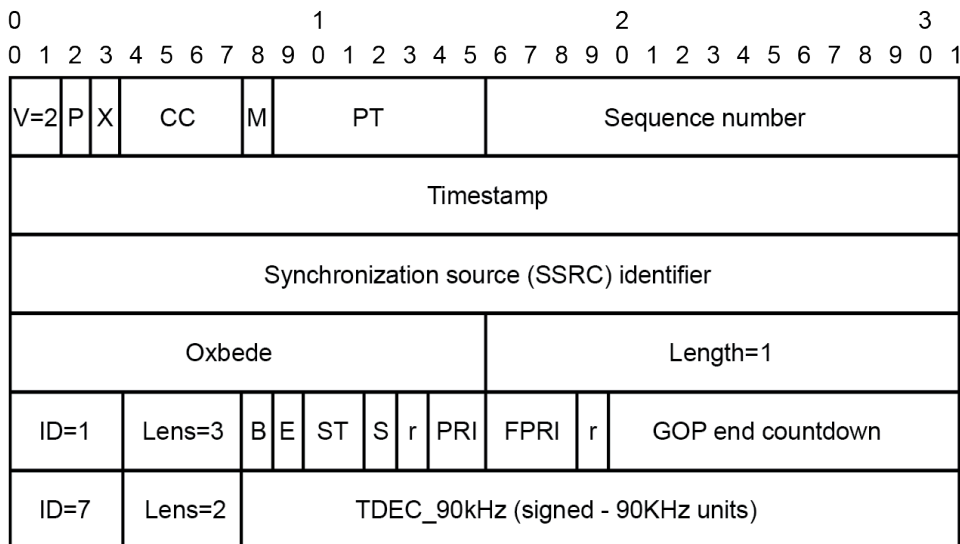 0 1 2 3
0 1 2 3 4 5 6 7 8 9 0 1 2 3 4 5 6 7 8 9 0 1 2 3 4 5 6 7 8 9 0 1
V=2 P X CC M PT Sequence number
Timestamp
Synchronization source (SSRC) identifier
Oxbede Length=1
ID=1 Lens=3 B E ST S r PRI FPRI r GOP end countdown
ID=7 Lens=2 TDEC_90kHz (signed - 90KHz units)